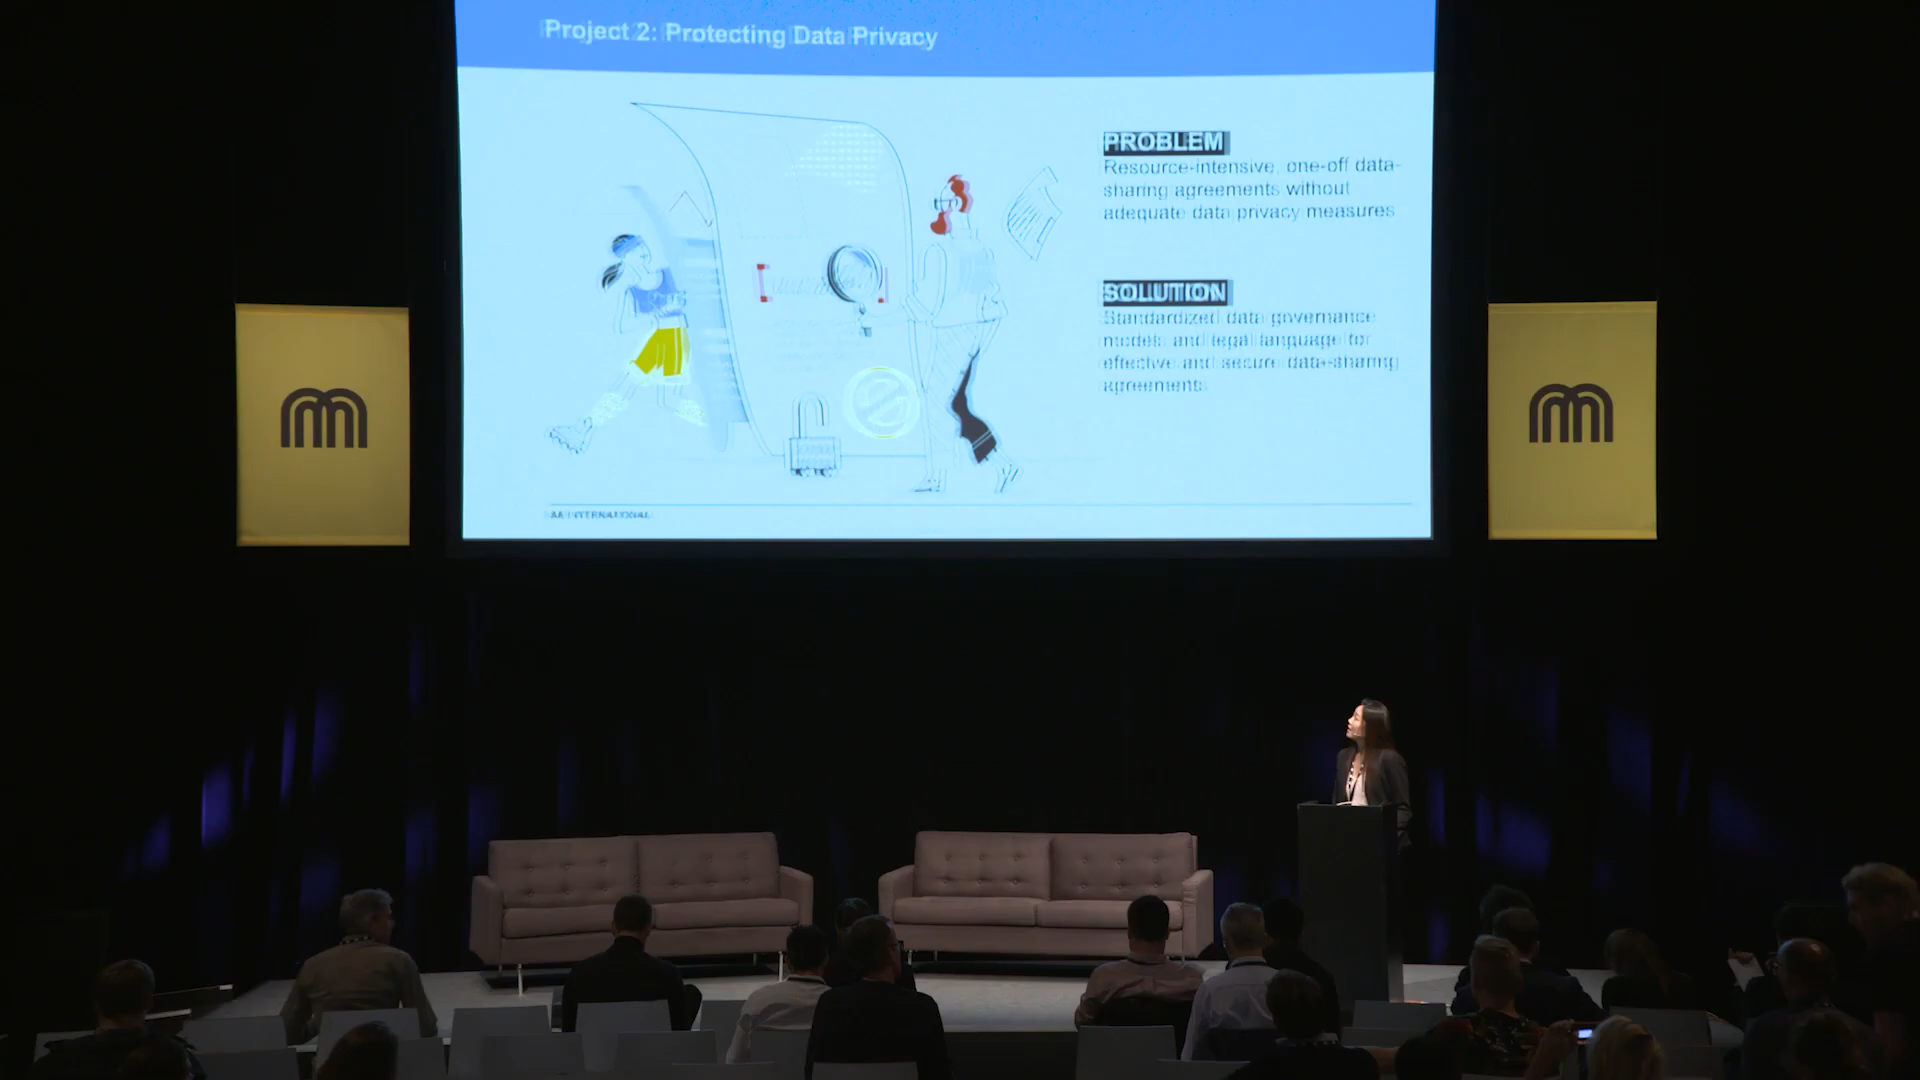 Project 2: Protecting Data Privacy
PROBLEM
Resource-intensive, one-off data-
sharing agreements without
adequate data privacy measures
SOLUTION
Standardized data governance
models and legal language for
effective and secure data-sharing
agreements
INTERNATIONAL